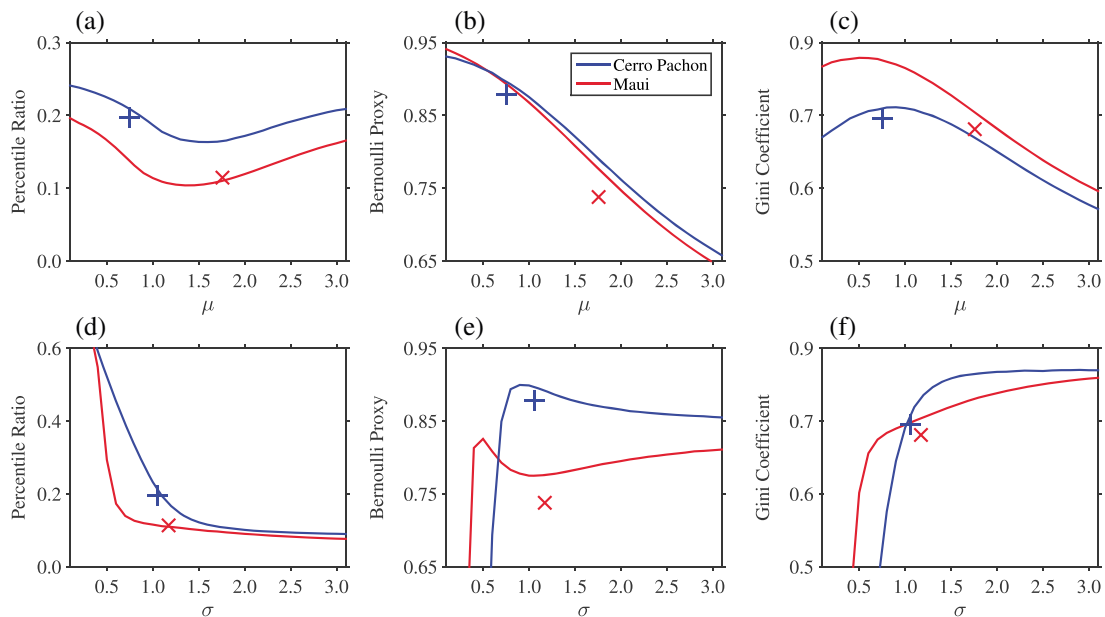 (a)
(b)
(c)
0.3
0.2
0.1
0.0
Percentile Ratio
0.5 1.0 1.5 2.0 2.5 3.0
μ
0.95
0.85
0.75
0.65
Bernoulli Proxy
Cerro Pachon
Maui
0.5 1.0 1.5 2.0 2.5 3.0
μ
0.9
0.7
0.6
0.5
Gini Coefficient
0.5 1.0 1.5 2.0 2.5 3.0
μ
(d)
(e)
(f)
0.6
0.4
0.2
0.0
Percentile Ratio
0.5 1.0 1.5 2.0 2.5 3.0
σ
0.95
0.85
0.75
0.65
Bernoulli Proxy
0.5 1.0 1.5 2.0 2.5 3.0
σ
0.9
0.7
0.6
0.5
Gini Coefficient
0.5 1.0 1.5 2.0 2.5 3.0
σ